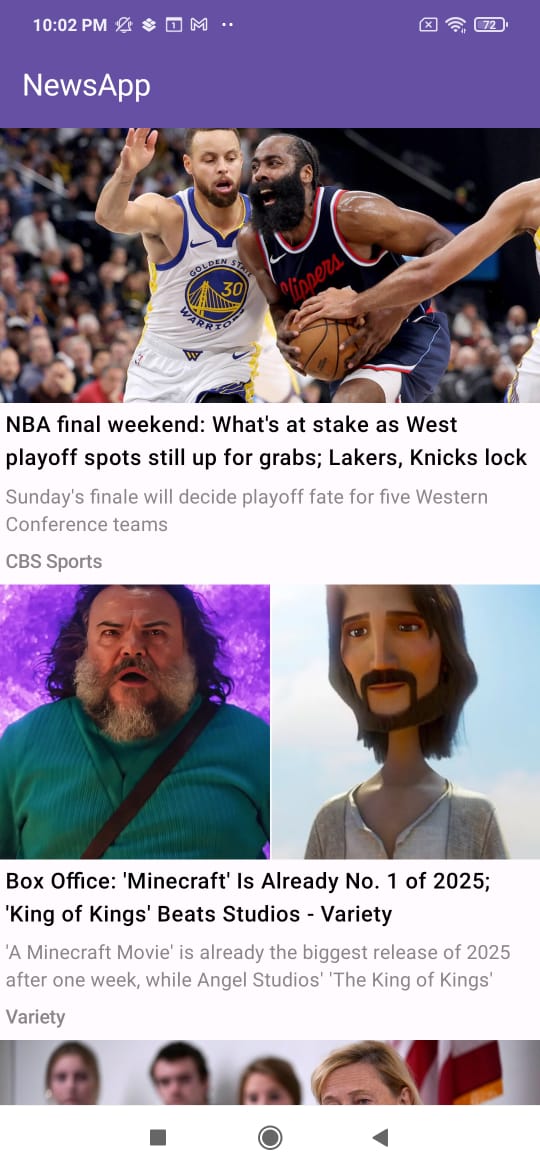 10:02 PM
1
72
NewsApp
GOLDEN STATE
30
WARRIORS
Clippers
NBA final weekend: What's at stake as West
playoff spots still up for grabs; Lakers, Knicks lock
Sunday's finale will decide playoff fate for five Western
Conference teams
CBS Sports
Box Office: 'Minecraft' Is Already No. 1 of 2025;
'King of Kings' Beats Studios - Variety
'A Minecraft Movie' is already the biggest release of 2025
after one week, while Angel Studios' 'The King of Kings'
Variety